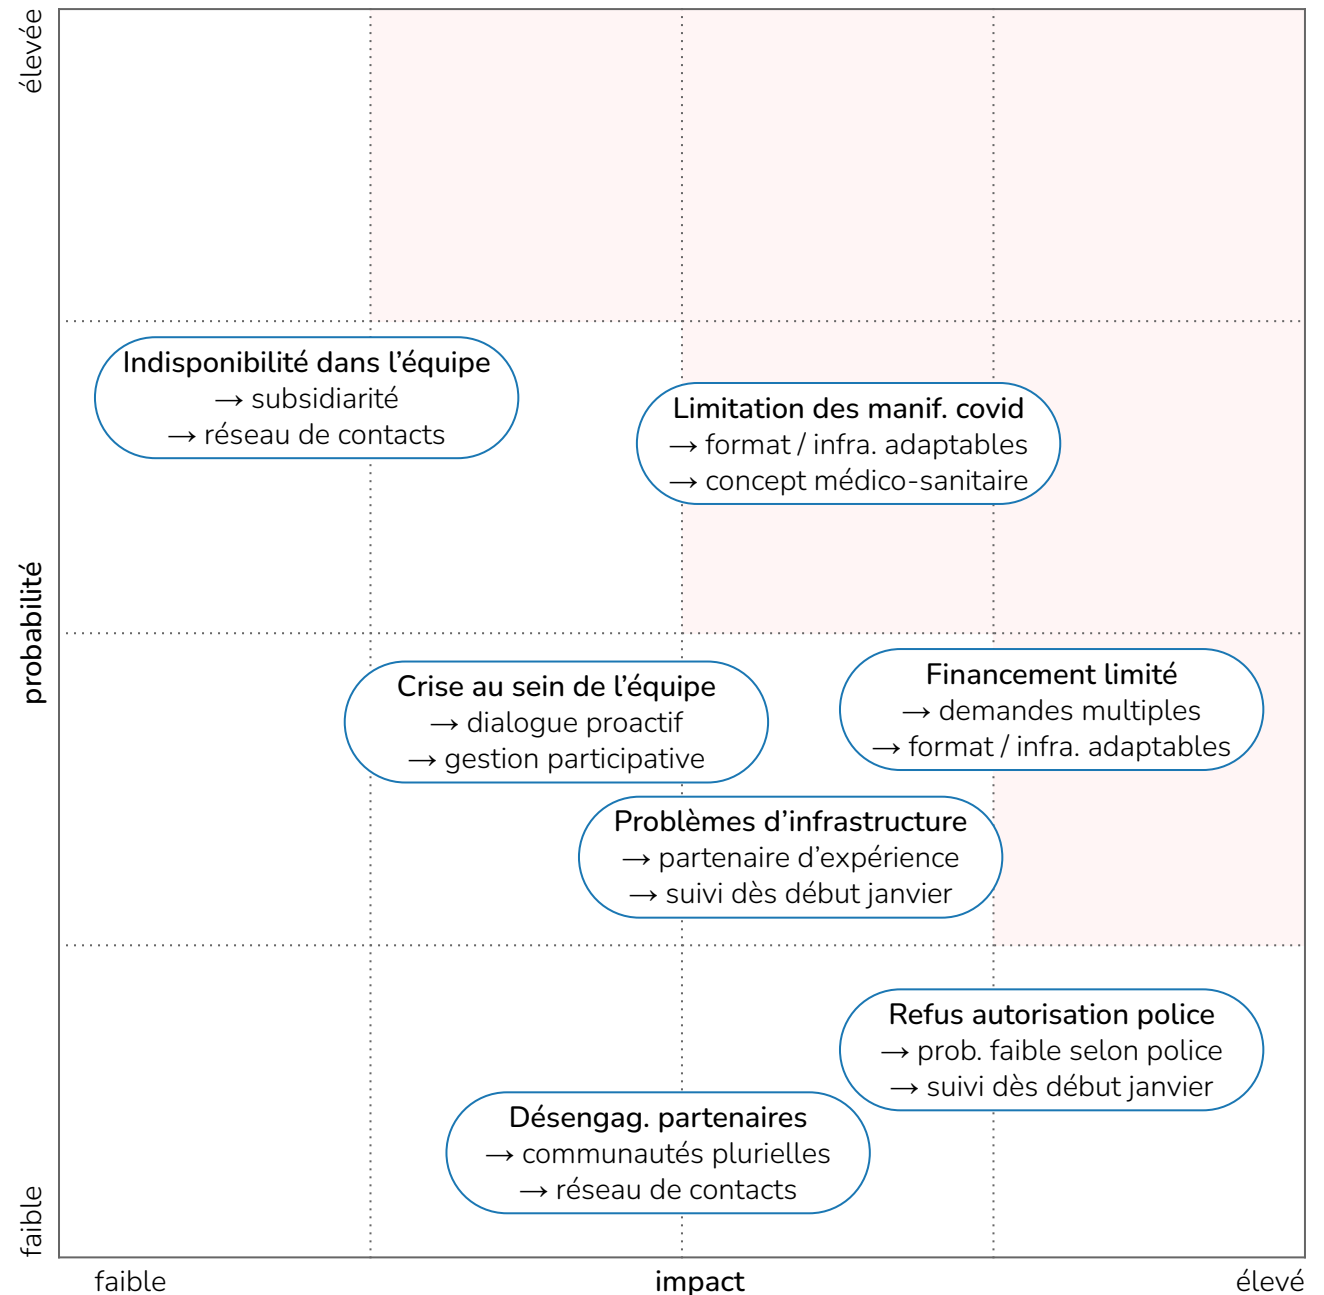 élevée
Indisponibilité dans l’équipe
→ subsidiarité
→ réseau de contacts
Limitation des manif. covid
→ format / infra. adaptables
→ concept médico-sanitaire
probabilité
Crise au sein de l’équipe
→ dialogue proactif
→ gestion participative
Financement limité
→ demandes multiples
→ format / infra. adaptables
Problèmes d’infrastructure
→ partenaire d’expérience
→ suivi dès début janvier
Refus autorisation police
→ prob. faible selon police
→ suivi dès début janvier
Désengag. partenaires
→ communautés plurielles
→ réseau de contacts
faible
faible
impact
élevé